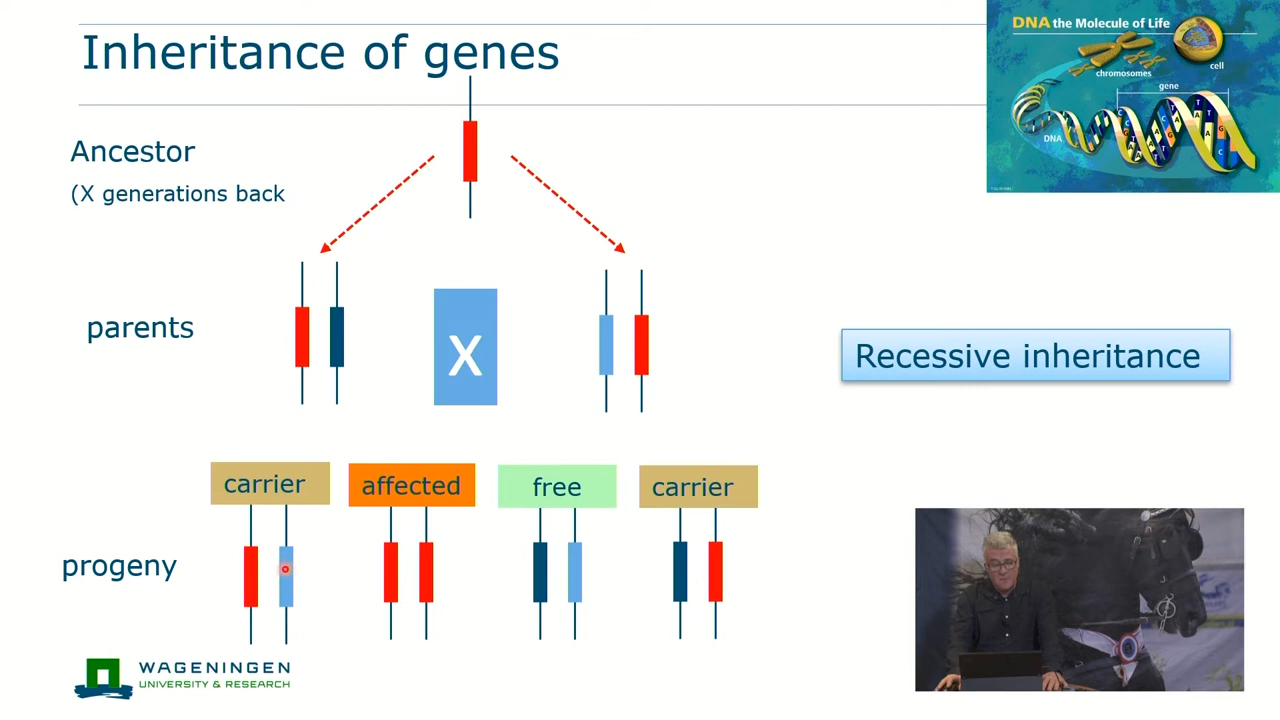 Inheritance of genes
DNA the Molecule of Life
chromosomes
cell
gene
DNA
Ancestor
(X generations back
parents
X
Recessive inheritance
carrier
affected
free
carrier
progeny
WAGENINGEN
UNIVERSITY & RESEARCH